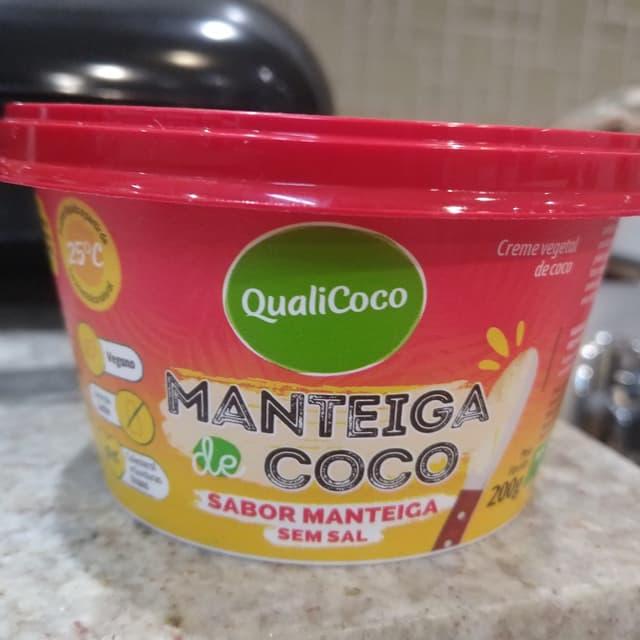 25°C
QualiCoco
Creme vegetal
de coco
Vegano
MANTEIGA
de COCO
SABOR MANTEIGA
SEM SAL
200g